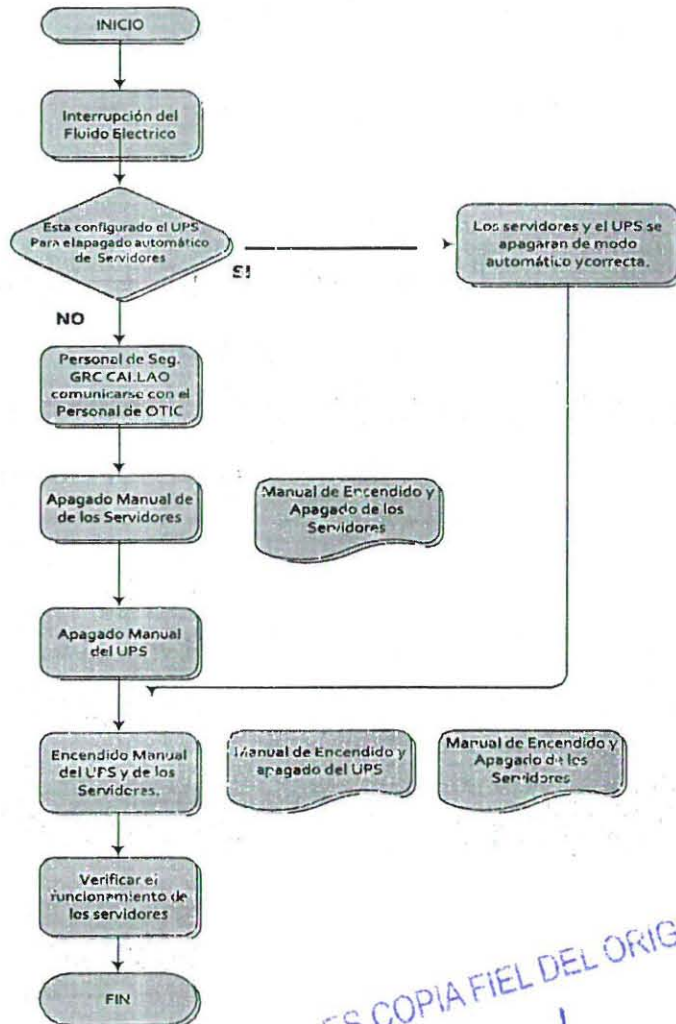 INICIO
Interrupción del
Fluido Electrico
Esta configurado el UPS
Para elapagado automático
de Servidores
SI
Los servidores y el UPS se
apagaran de modo
automático ycorrecta.
NO
Personal de Seg.
GRC CALLAO
comunicarse con el
Personal de OTIC
Apagado Manual de
de los Servidores
Manual de Encendido y
Apagado de los
Servidores
Apagado Manual
del UPS
Encendido Manual
del UPS y de los
Servidores.
Manual de Encendido y
apagado del UPS
Manual de Encendido y
Apagado de los
Servidores
Verificar el
funcionamiento de
los servidores
FIN
ES COPIA FIEL DEL ORIG